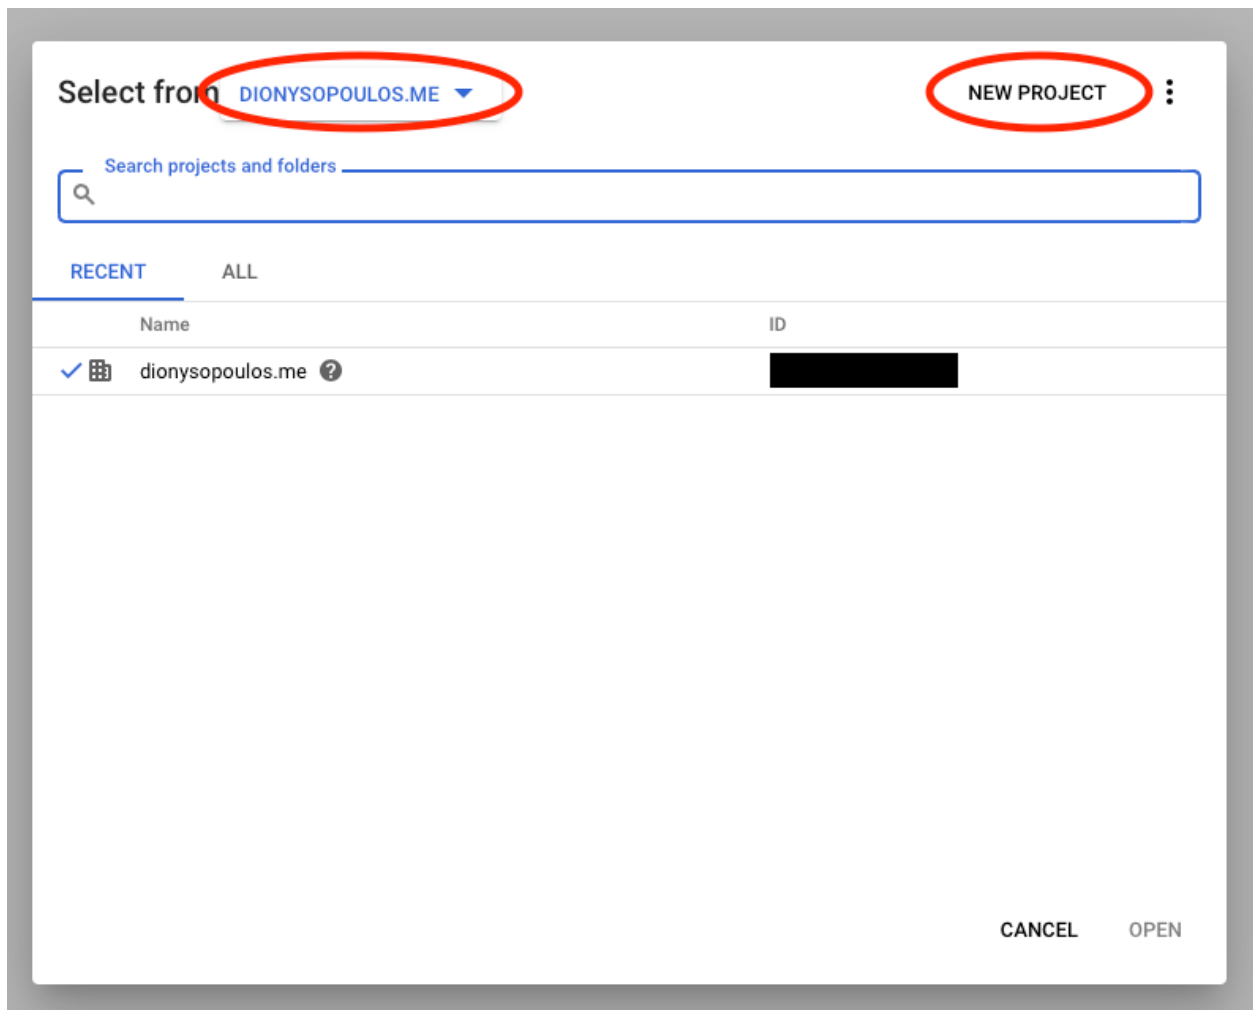 Select from DIONYSOPOULOS.ME NEW PROJECT
Search projects and folders
RECENT ALL
Name ID
dionysopoulos.me
CANCEL OPEN